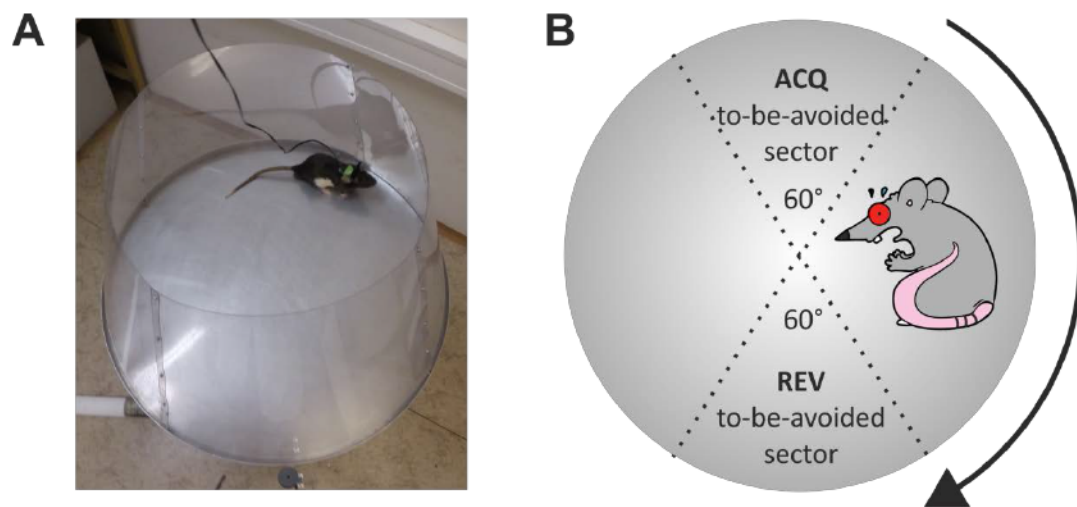 A
B
ACQ
to-be-avoided
sector
60°
60°
REV
to-be-avoided
sector